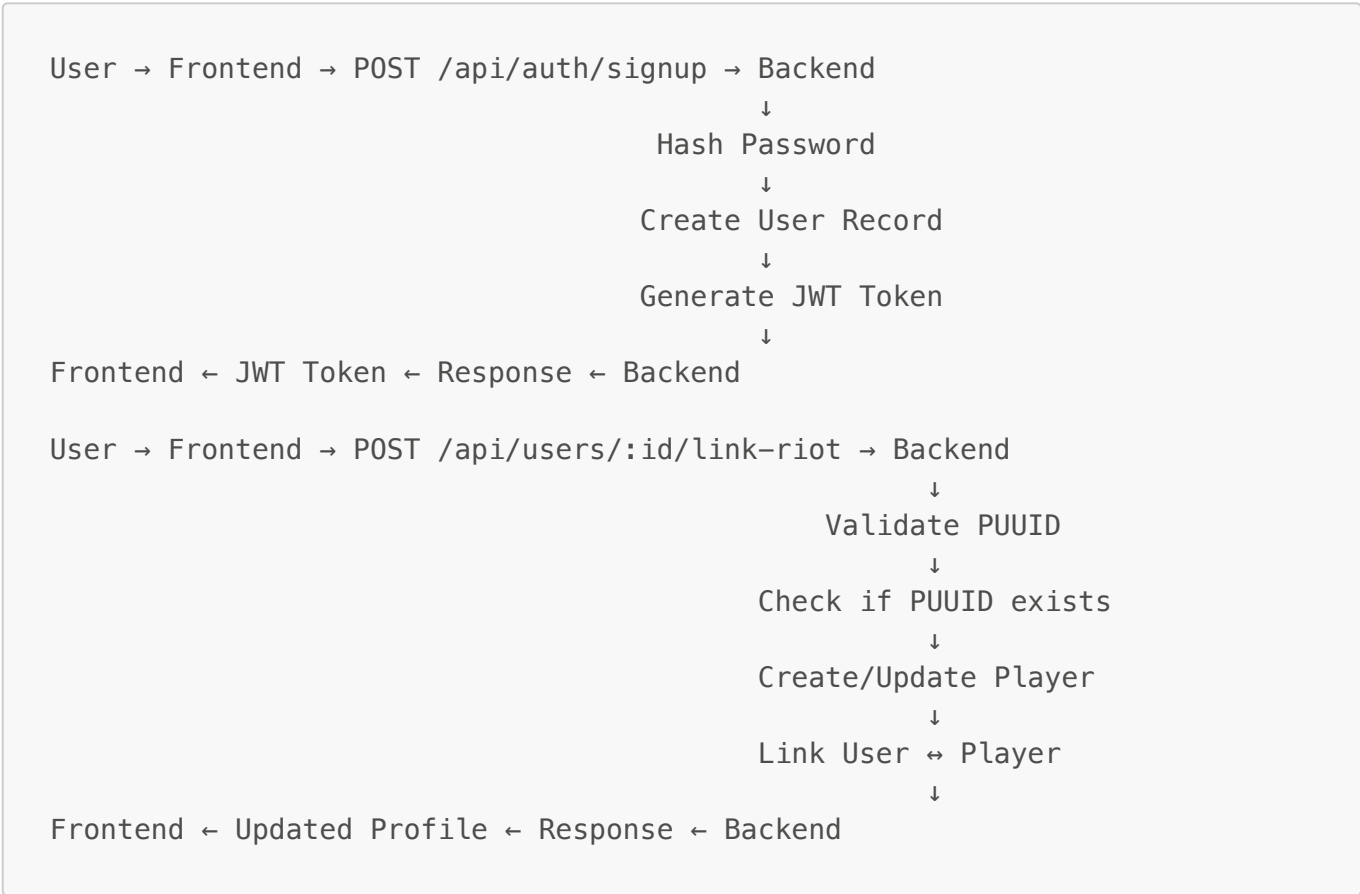 User → Frontend → POST /api/auth/signup → Backend
↓
Hash Password
↓
Create User Record
↓
Generate JWT Token
↓
Frontend ← JWT Token ← Response ← Backend
User → Frontend → POST /api/users/:id/link-riot → Backend
↓
Validate PUUID
↓
Check if PUUID exists
↓
Create/Update Player
↓
Link User ↔ Player
↓
Frontend ← Updated Profile ← Response ← Backend